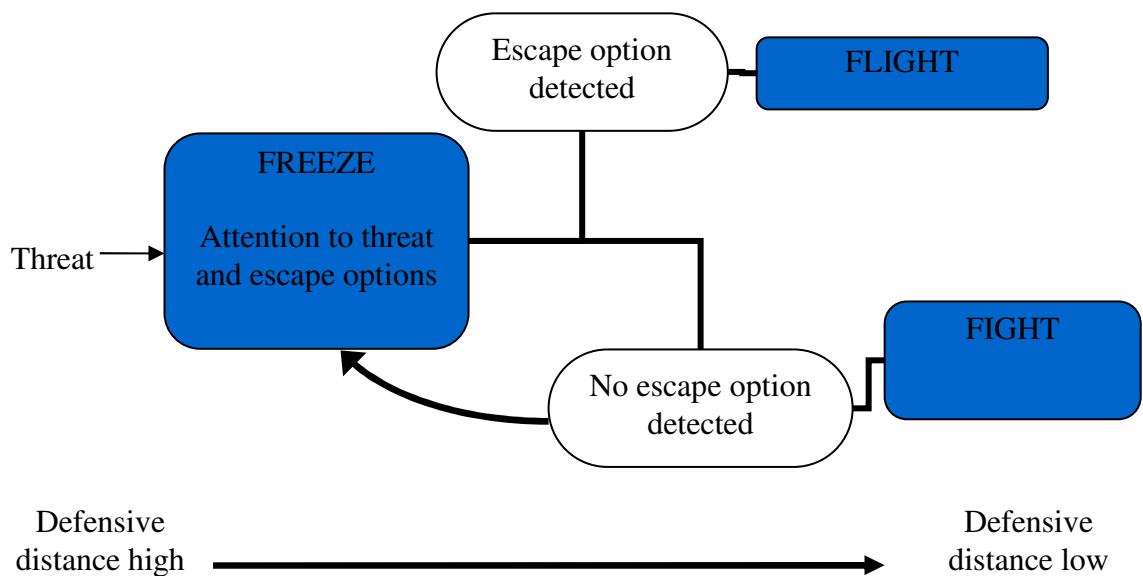 Escape option
detected
FLIGHT
FREEZE
Attention to threat
and escape options
Threat
FIGHT
No escape option
detected
Defensive
distance high
Defensive
distance low